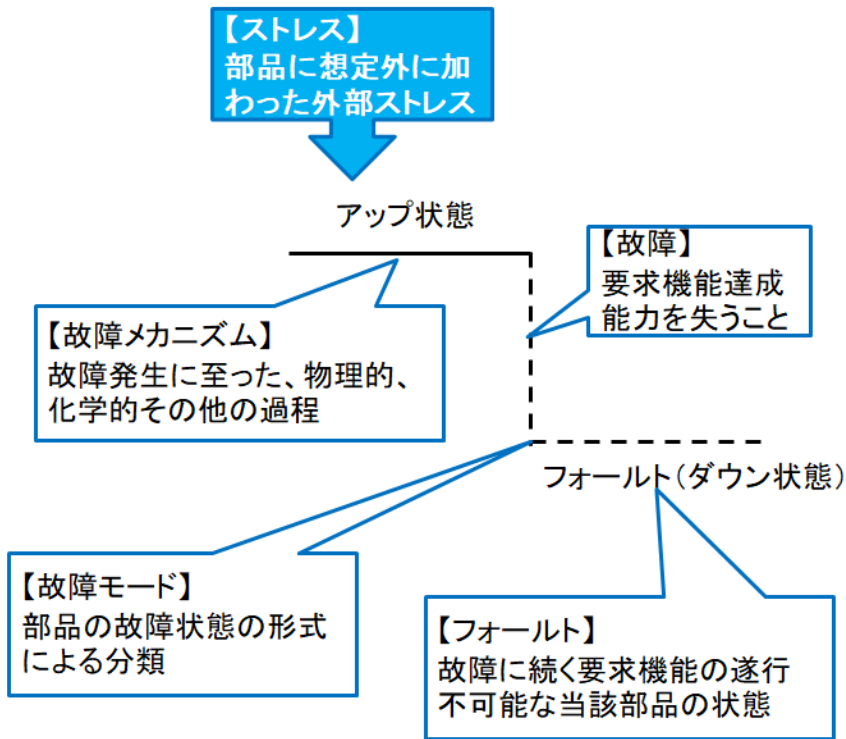 【ストレス】
部品に想定外に加
わった外部ストレス
アップ状態
【故障】
要求機能達成
能力を失うこと
【故障メカニズム】
故障発生に至った、物理的、
化学的その他の過程
フォールト（ダウン状態）
【故障モード】
部品の故障状態の形式
による分類
【フォールト】
故障に続く要求機能の遂行
不可能な当該部品の状態